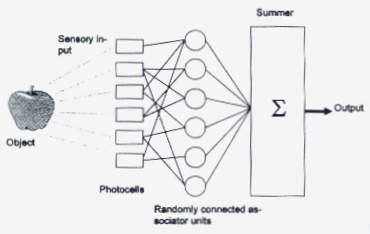 Summer
Sensory in-
put
Σ
Output
Object
Photocells
Randomly connected as-
sociator units